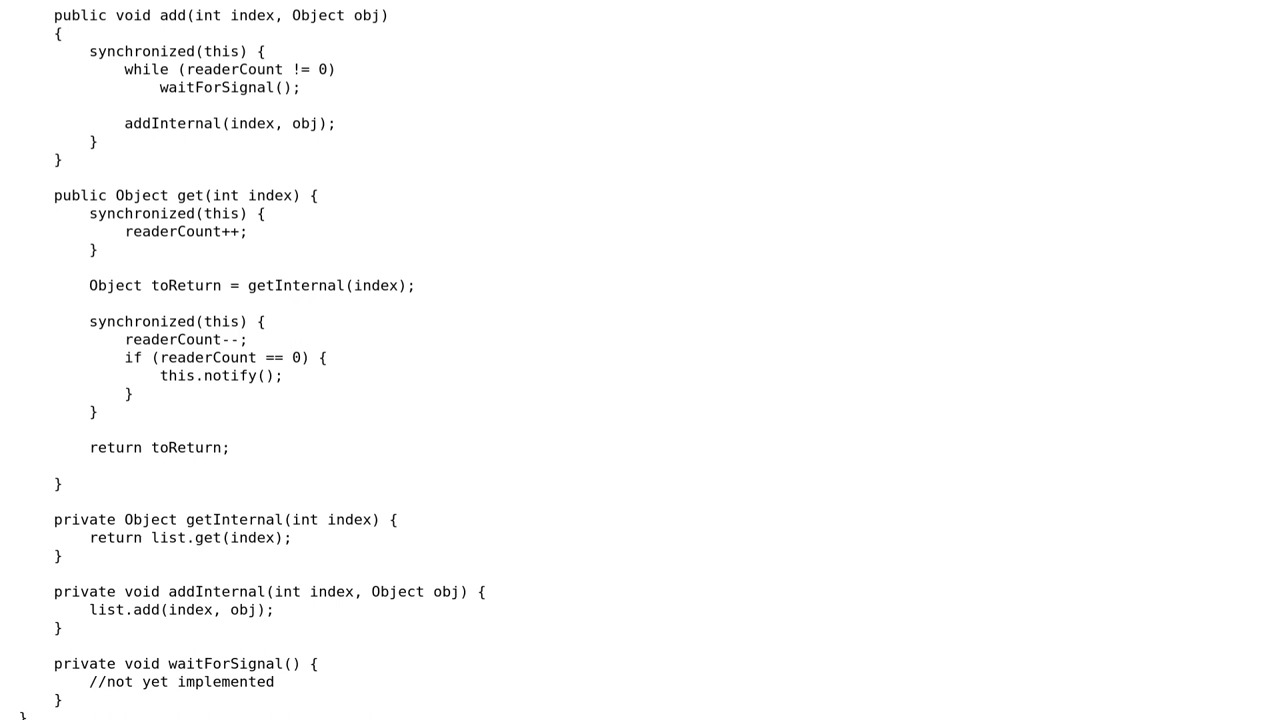 public void add(int index, Object obj)
{
synchronized(this) {
while (readerCount != 0)
waitForSignal();
addInternal(index, obj);
}
}
public Object get(int index) {
synchronized(this) {
readerCount++;
}
Object toReturn = getInternal(index);
synchronized(this) {
readerCount--;
if (readerCount == 0) {
this.notify();
}
}
return toReturn;
}
private Object getInternal(int index) {
return list.get(index);
}
private void addInternal(int index, Object obj) {
list.add(index, obj);
}
private void waitForSignal() {
//not yet implemented
}
}